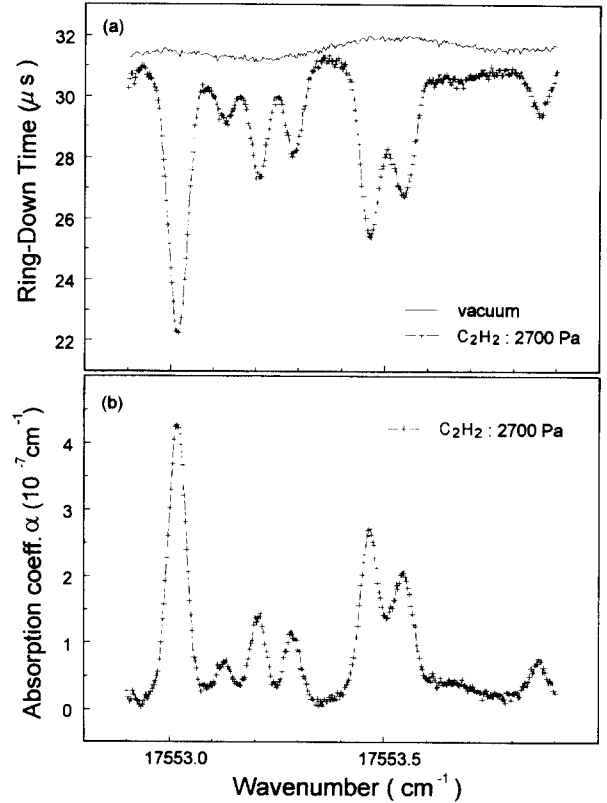 (a)
32
30
28
26
24
22
Ring-Down Time (μs)
vacuum
C₂H₂ : 2700 Pa
(b)
C₂H₂ : 2700 Pa
4
3
2
1
0
Absorption coeff. α (10⁻⁷cm⁻¹)
17553.0 17553.5
Wavenumber ( cm⁻¹)